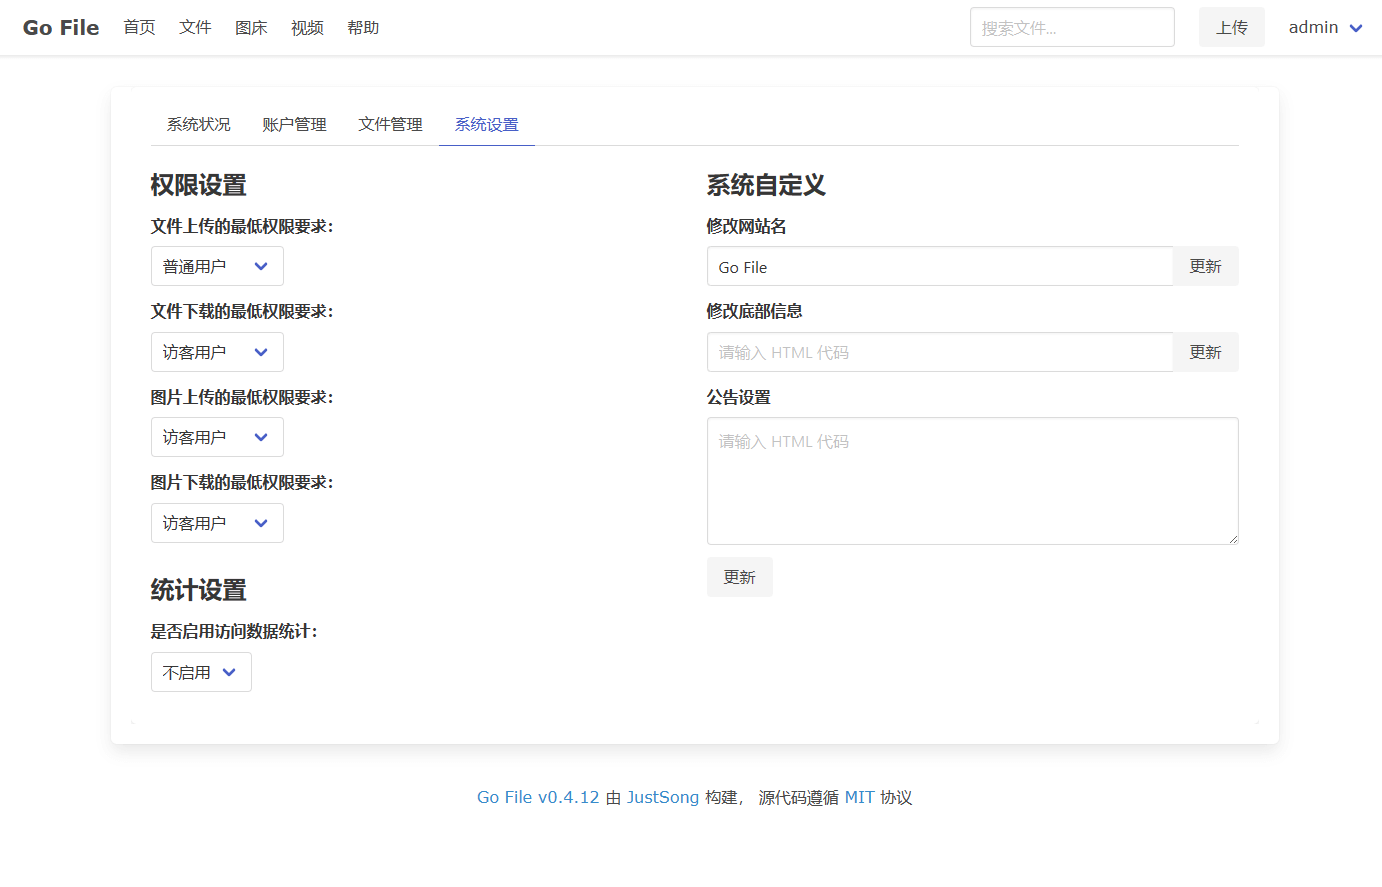 Go File 首页 文件 图床 视频 帮助 搜索文件... 上传 admin
系统状况 账户管理 文件管理 系统设置
权限设置
文件上传的最低权限要求：
普通用户
文件下载的最低权限要求：
访客用户
图片上传的最低权限要求：
访客用户
图片下载的最低权限要求：
访客用户
统计设置
是否启用访问数据统计：
不启用
系统自定义
修改网站名
Go File 更新
修改底部信息
请输入 HTML 代码 更新
公告设置
请输入 HTML 代码
更新
Go File v0.4.12 由 JustSong 构建， 源代码遵循 MIT 协议